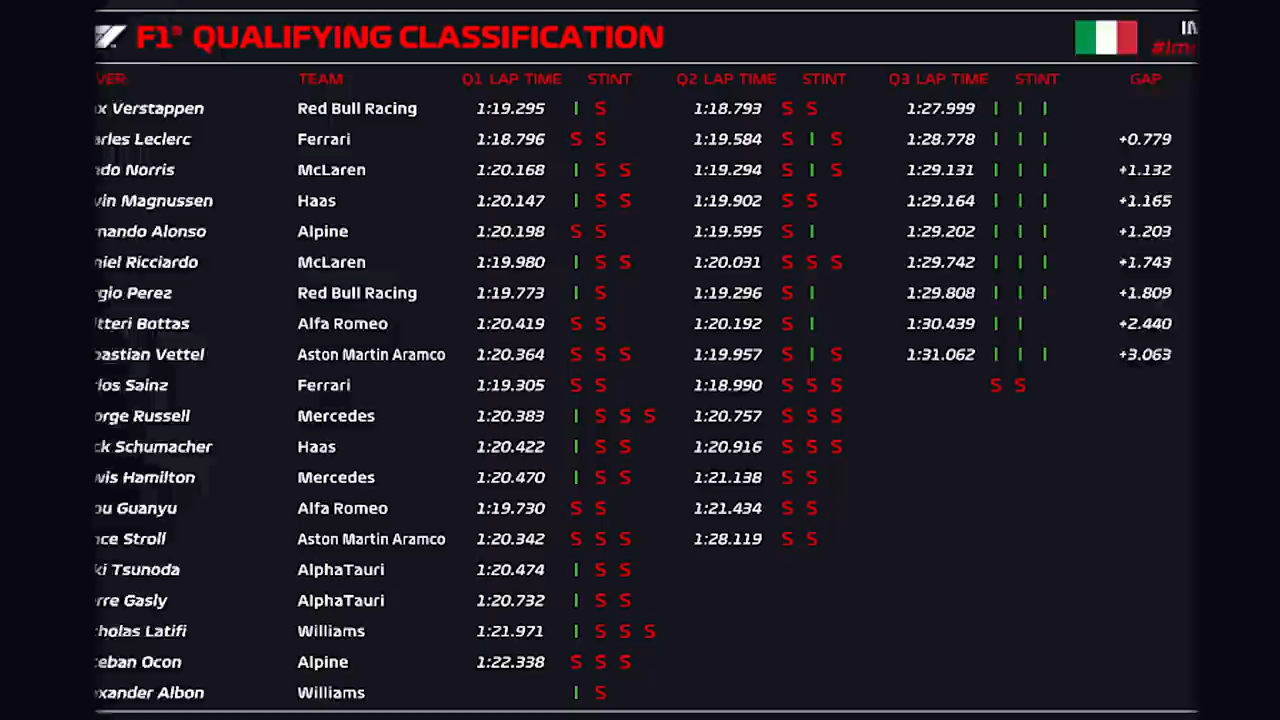 F1® QUALIFYING CLASSIFICATION
VER TEAM Q1 LAP TIME STINT Q2 LAP TIME STINT Q3 LAP TIME STINT GAP
x Verstappen Red Bull Racing 1:19.295 I S 1:18.793 S S 1:27.999 I I I
arles Leclerc Ferrari 1:18.796 S S 1:19.584 S I S 1:28.778 I I I +0.779
do Norris McLaren 1:20.168 I S S 1:19.294 S I S 1:29.131 I I I +1.132
vin Magnussen Haas 1:20.147 I S S 1:19.902 S S 1:29.164 I I I +1.165
rnando Alonso Alpine 1:20.198 S S 1:19.595 S I 1:29.202 I I I +1.203
niel Ricciardo McLaren 1:19.980 I S S 1:20.031 S S S 1:29.742 I I I +1.743
rgio Perez Red Bull Racing 1:19.773 I S 1:19.296 S I 1:29.808 I I I +1.809
ltteri Bottas Alfa Romeo 1:20.419 S S 1:20.192 S I 1:30.439 I I +2.440
bastian Vettel Aston Martin Aramco 1:20.364 S S S 1:19.957 S I S 1:31.062 I I I +3.063
rlos Sainz Ferrari 1:19.305 S S 1:18.990 S S S S S
orge Russell Mercedes 1:20.383 I S S S 1:20.757 S S S
ck Schumacher Haas 1:20.422 I S S 1:20.916 S S S
wis Hamilton Mercedes 1:20.470 I S S 1:21.138 S S
ou Guanyu Alfa Romeo 1:19.730 S S 1:21.434 S S
nce Stroll Aston Martin Aramco 1:20.342 S S S 1:28.119 S S
ki Tsunoda AlphaTauri 1:20.474 I S S
rre Gasly AlphaTauri 1:20.732 I S S
cholas Latifi Williams 1:21.971 I S S S
teban Ocon Alpine 1:22.338 S S S
xander Albon Williams I S